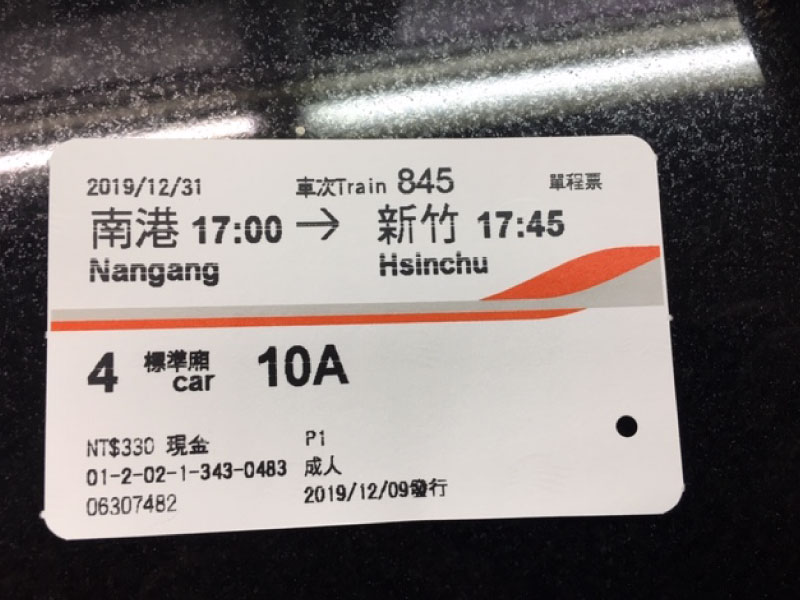 2019/12/31 車次Train 845 單程票
南港 17:00 → 新竹 17:45
Nangang Hsinchu
4 標準廂 car 10A
NT$330 現金 P1
01-2-02-1-343-0483 成人
06307482 2019/12/09發行